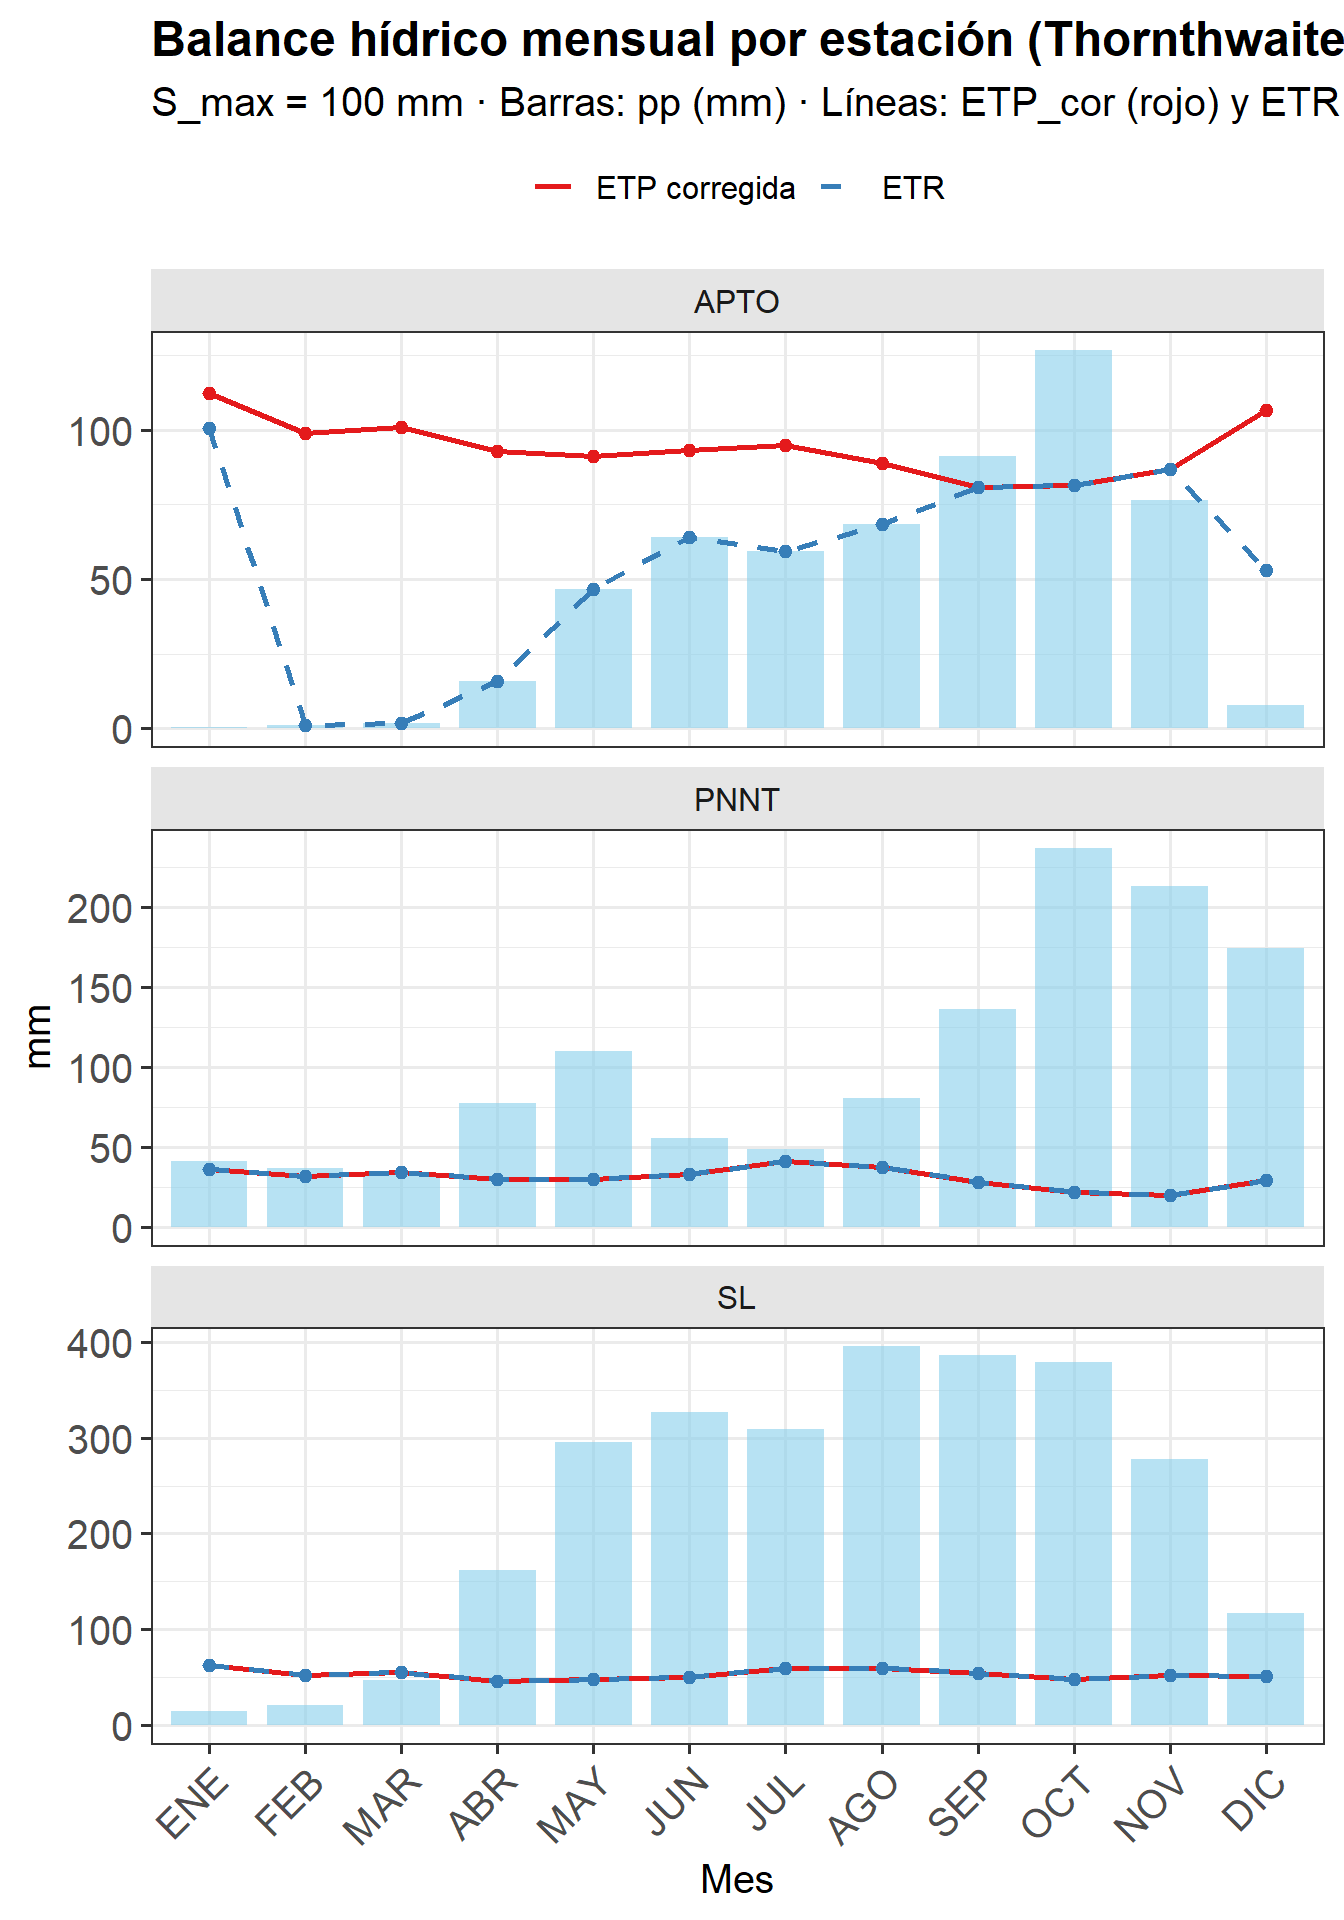 Balance hídrico mensual por estación (Thornthwaite
S_max = 100 mm · Barras: pp (mm) · Líneas: ETP_cor (rojo) y ETR
ETP corregida ETR
APTO
100
50
0
PNNT
200
150
100
50
0
mm
SL
400
300
200
100
0
ENE FEB MAR ABR MAY JUN JUL AGO SEP OCT NOV DIC
Mes